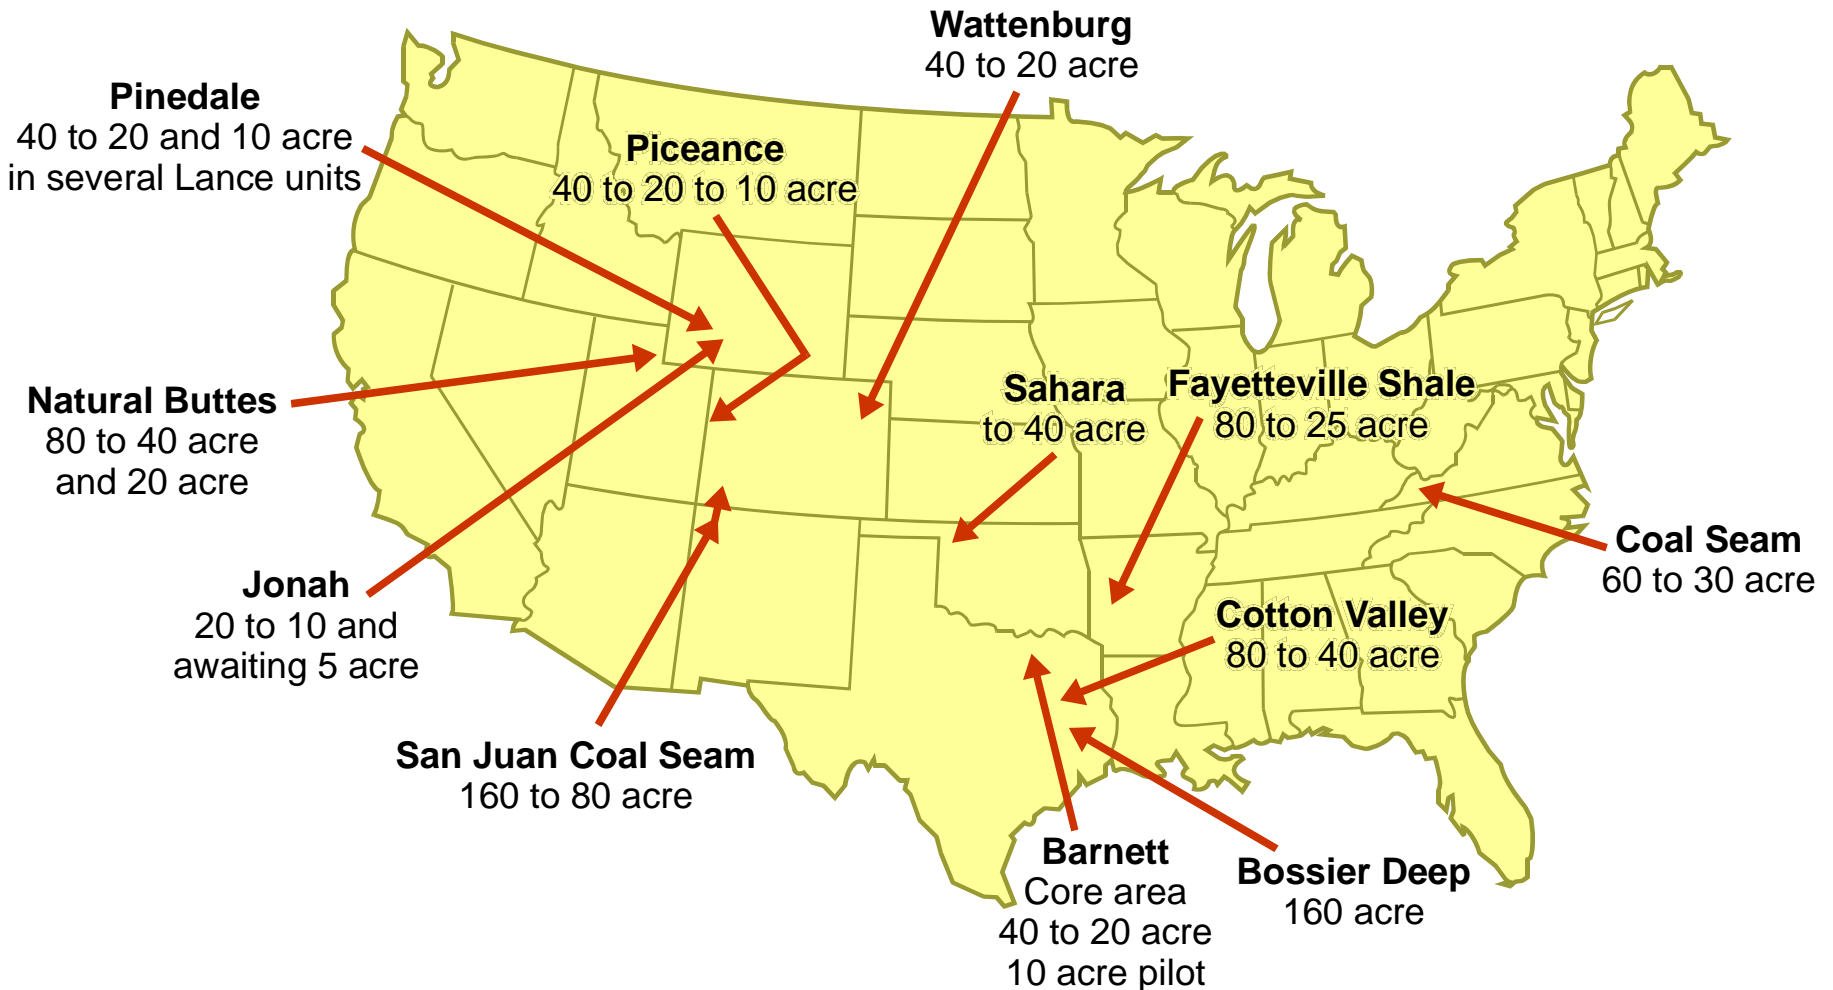 Wattenburg
40 to 20 acre
Pinedale
40 to 20 and 10 acre
in several Lance units
Piceance
40 to 20 to 10 acre
Natural Buttes
80 to 40 acre
and 20 acre
Sahara
to 40 acre
Fayetteville Shale
80 to 25 acre
Coal Seam
60 to 30 acre
Jonah
20 to 10 and
awaiting 5 acre
Cotton Valley
80 to 40 acre
San Juan Coal Seam
160 to 80 acre
Barnett
Core area
40 to 20 acre
10 acre pilot
Bossier Deep
160 acre